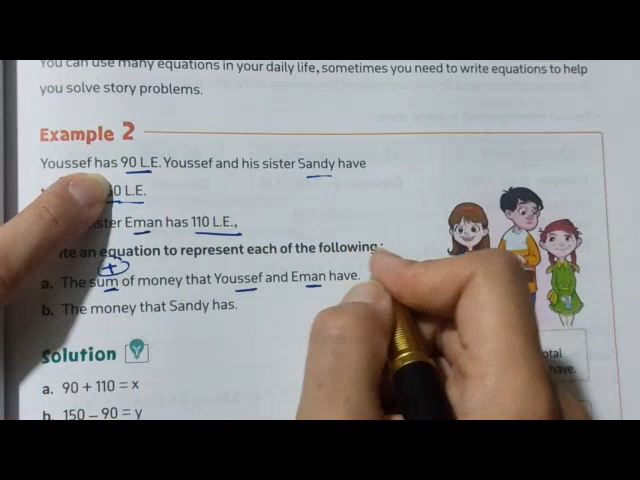 You can use many equations in your daily life, sometimes you need to write equations to help
you solve story problems.
Example 2
Youssef has 90 L.E. Youssef and his sister Sandy have
0 L.E.
Eman has 110 L.E.,
an equation to represent each of the following:
+
a. The sum of money that Youssef and Eman have.
b. The money that Sandy has.
Solution
otal
have.
a. 90 + 110 = x
b. 150 – 90 = y